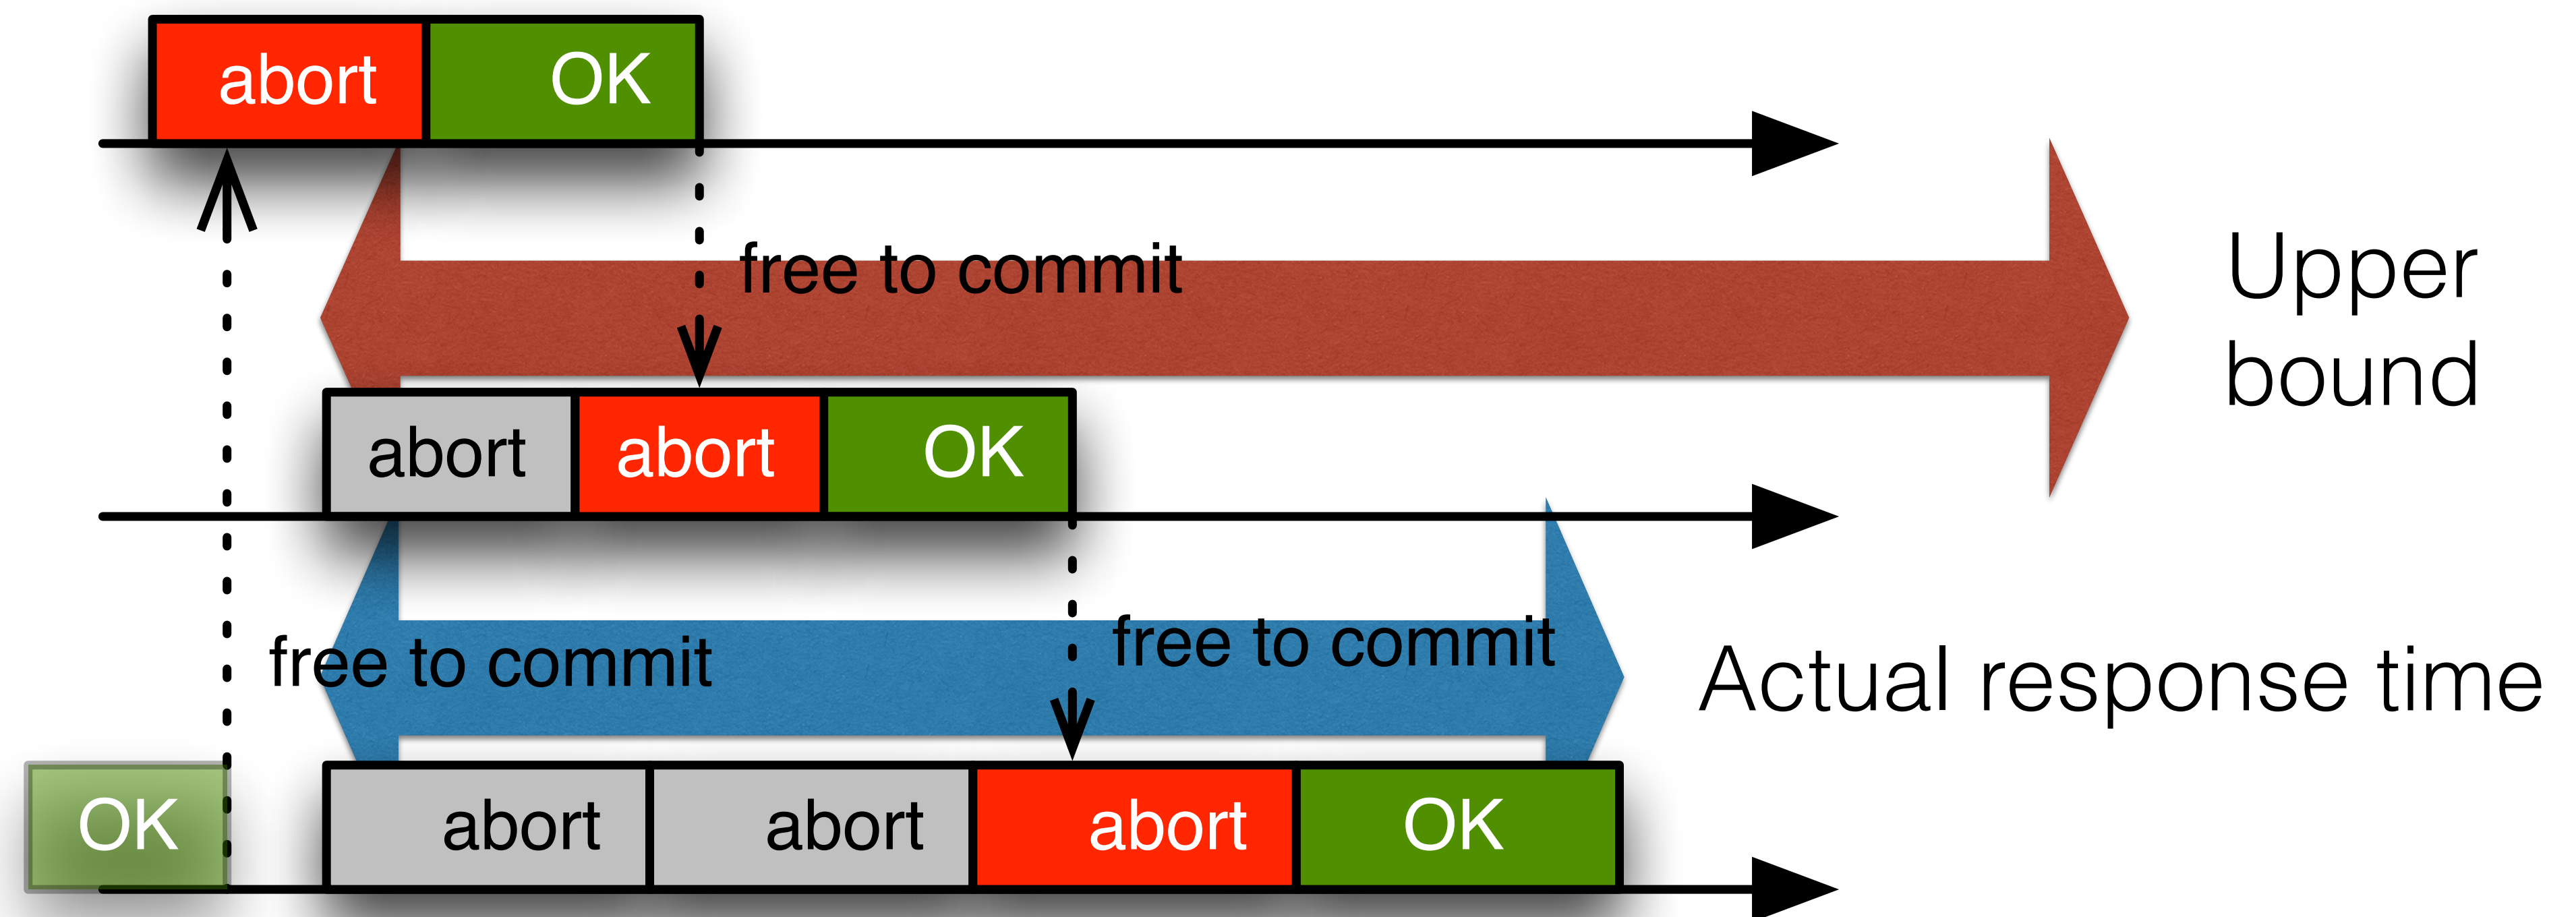 abort OK
free to commit
Upper
bound
abort abort OK
free to commit
free to commit
Actual response time
OK abort abort abort OK